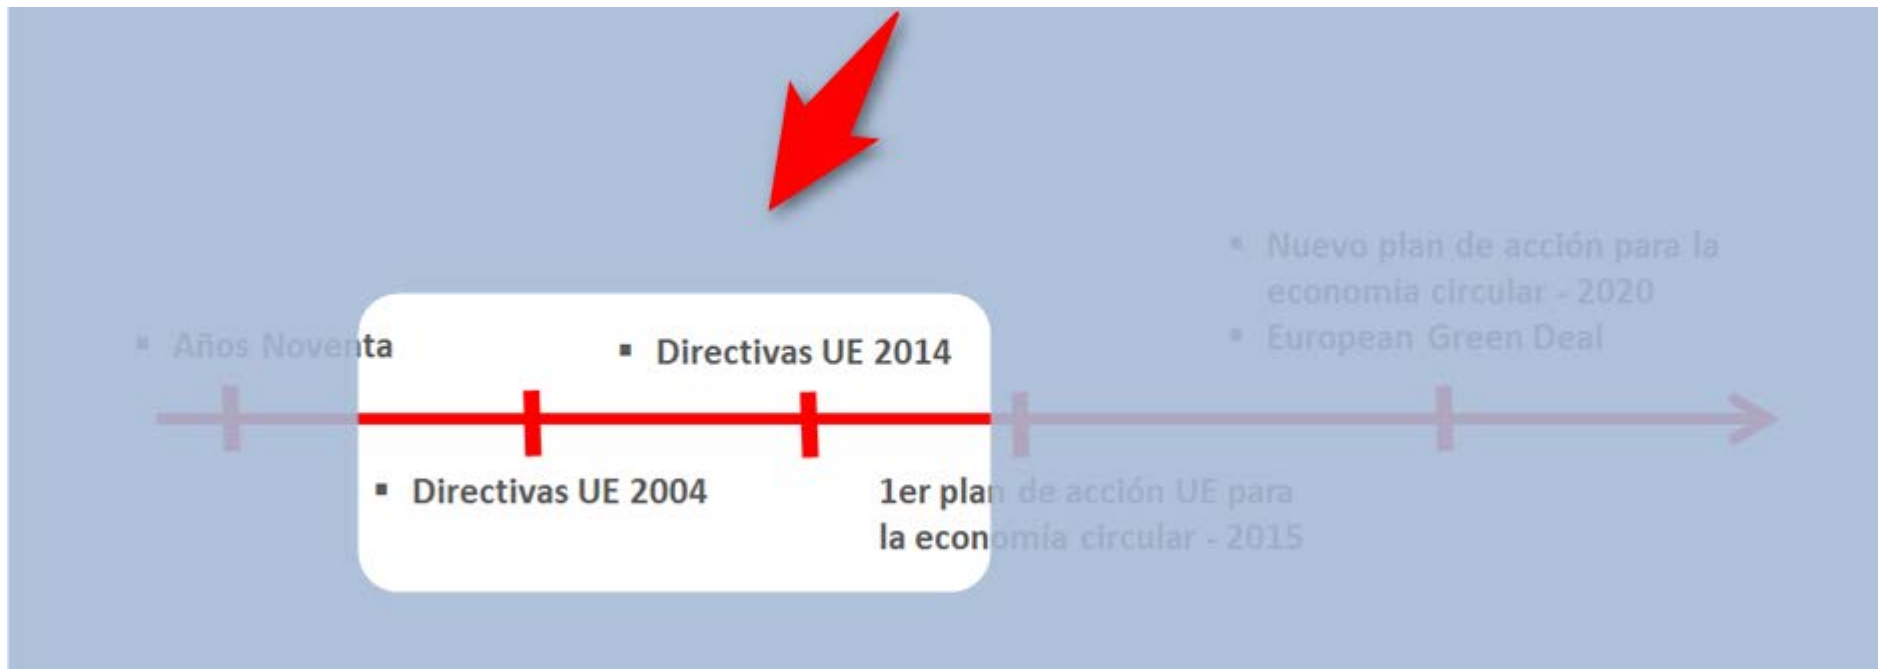 ▪ Nuevo plan de acción para la
economía circular - 2020
▪ European Green Deal
▪ Años Noventa
▪ Directivas UE 2014
▪ Directivas UE 2004
1er plan de acción UE para
la economía circular - 2015